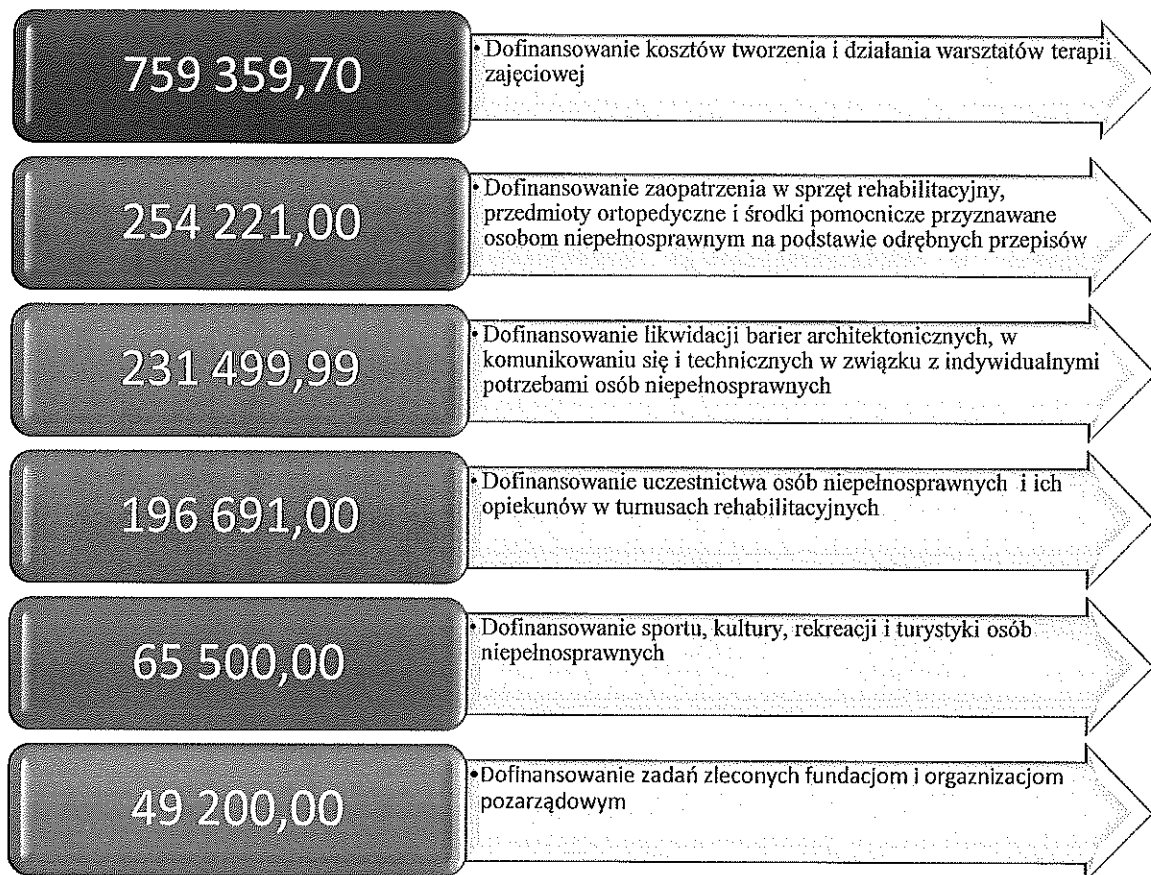 759 359,70
• Dofinansowanie kosztów tworzenia i działania warsztatów terapii
zajęciowej
254 221,00
• Dofinansowanie zaopatrzenia w sprzęt rehabilitacyjny,
przedmioty ortopedyczne i środki pomocnicze przyznawane
osobom niepełnosprawnym na podstawie odrębnych przepisów
231 499,99
• Dofinansowanie likwidacji barier architektonicznych, w
komunikowaniu się i technicznych w związku z indywidualnymi
potrzebami osób niepełnosprawnych
196 691,00
• Dofinansowanie uczestnictwa osób niepełnosprawnych i ich
opiekunów w turnusach rehabilitacyjnych
65 500,00
• Dofinansowanie sportu, kultury, rekreacji i turystyki osób
niepełnosprawnych
49 200,00
• Dofinansowanie zadań zleconych fundacjom i orgaznizacjom
pozarządowym